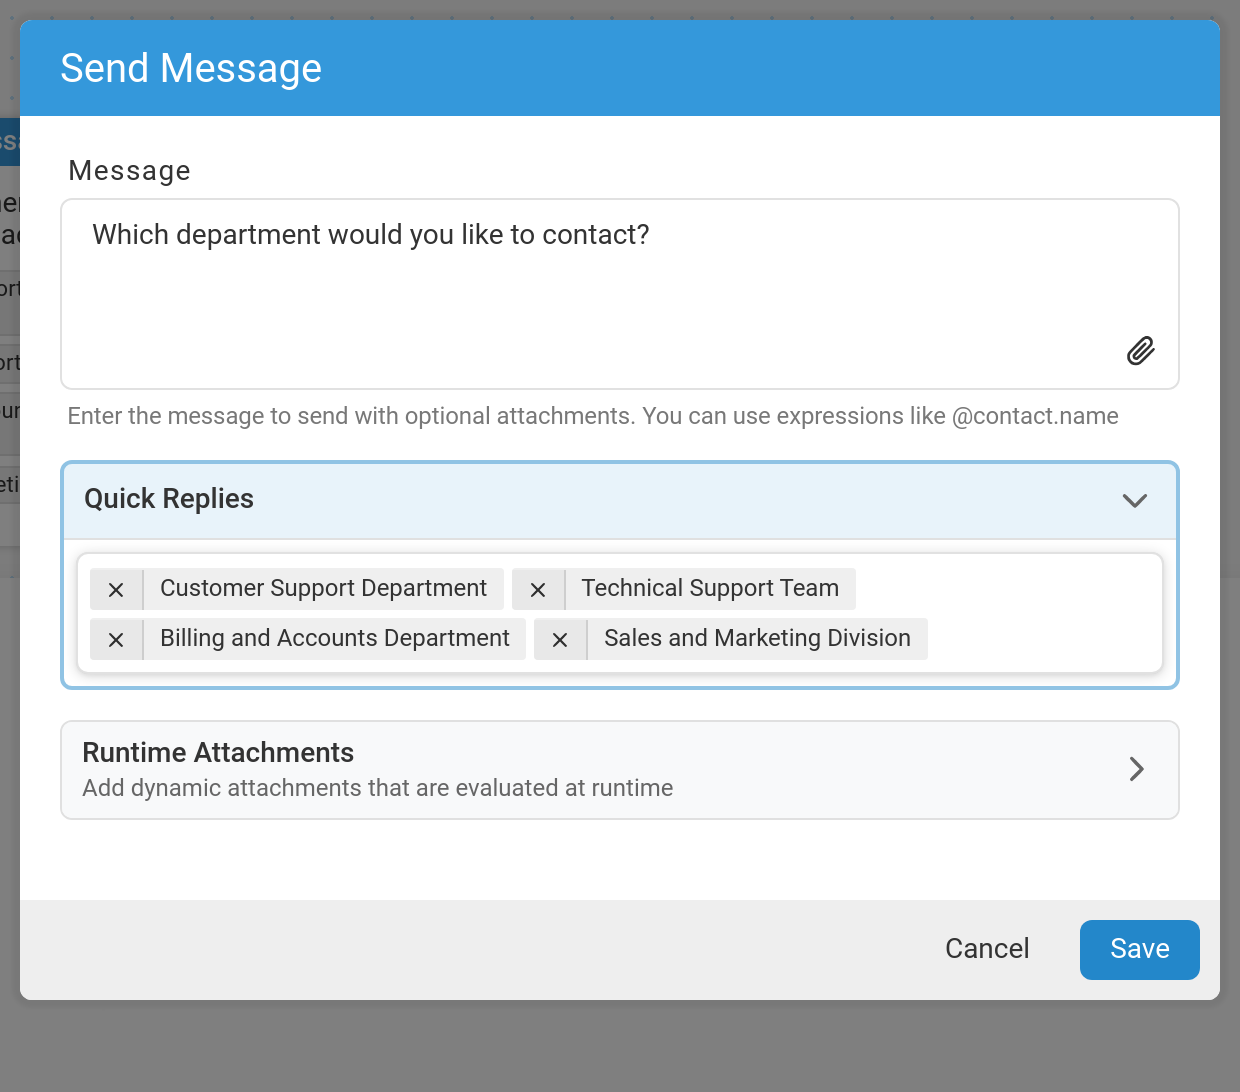 Send Message
Message
Which department would you like to contact?
Enter the message to send with optional attachments. You can use expressions like @contact.name
Quick Replies
Customer Support Department
Technical Support Team
Billing and Accounts Department
Sales and Marketing Division
Runtime Attachments
Add dynamic attachments that are evaluated at runtime
Cancel
Save